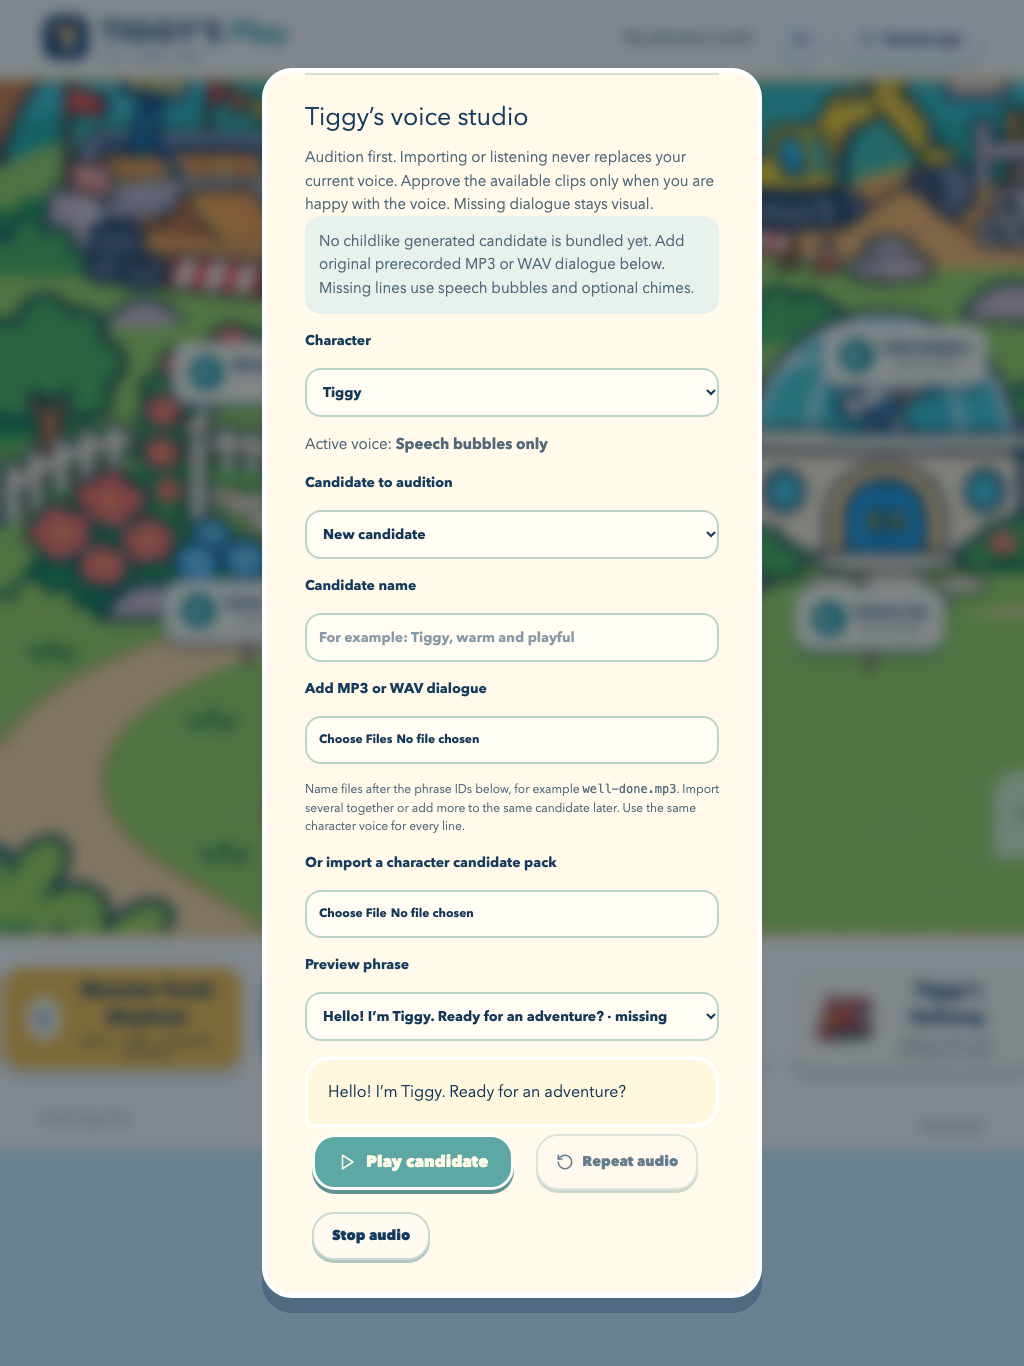 TIGGY'S Play
Tiggy’s voice studio
Audition first. Importing or listening never replaces your
current voice. Approve the available clips only when you are
happy with the voice. Missing dialogue stays visual.
No childlike generated candidate is bundled yet. Add
original prerecorded MP3 or WAV dialogue below.
Missing lines use speech bubbles and optional chimes.
Character
Tiggy
Active voice: Speech bubbles only
Candidate to audition
New candidate
Candidate name
For example: Tiggy, warm and playful
Add MP3 or WAV dialogue
Choose Files No file chosen
Name files after the phrase IDs below, for example well-done.mp3. Import
several together or add more to the same candidate later. Use the same
character voice for every line.
Or import a character candidate pack
Choose File No file chosen
Preview phrase
Hello! I’m Tiggy. Ready for an adventure? · missing
Hello! I’m Tiggy. Ready for an adventure?
Play candidate
Repeat audio
Stop audio
Tiggy's
Railway